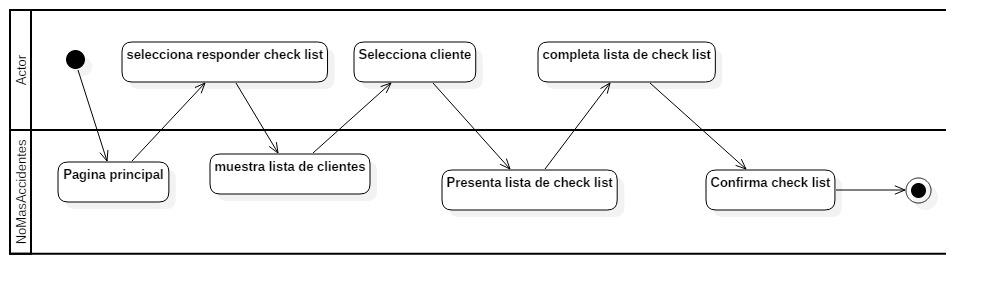 Actor
selecciona responder check list
Selecciona cliente
completa lista de check list
NoMasAccidentes
Pagina principal
muestra lista de clientes
Presenta lista de check list
Confirma check list